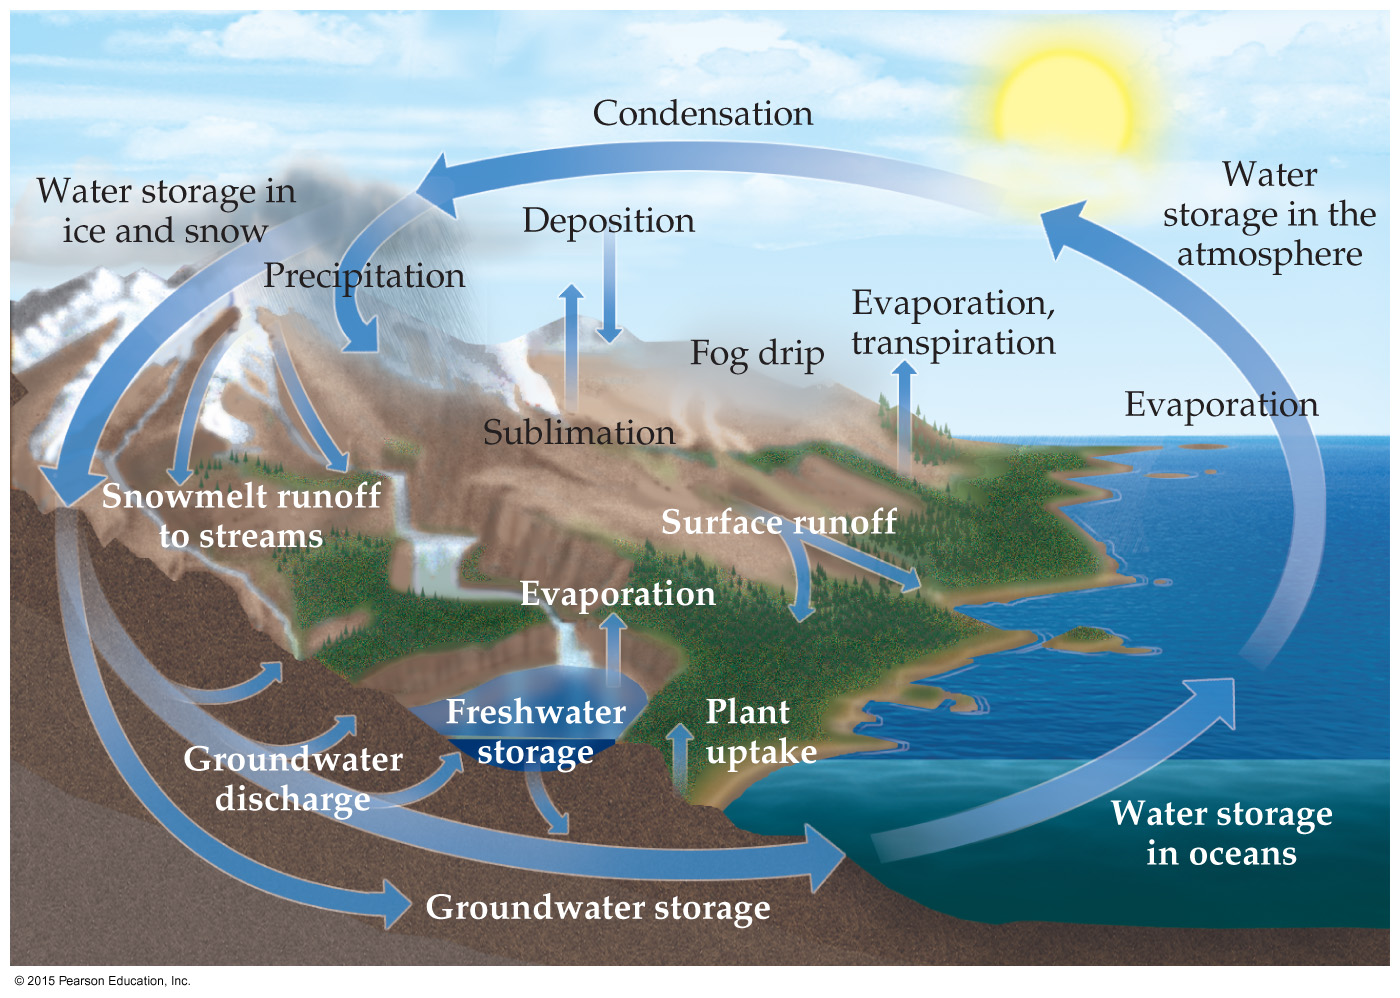 Condensation
Water storage in
ice and snow
Water
storage in the
atmosphere
Deposition
Precipitation
Evaporation,
transpiration
Fog drip
Evaporation
Sublimation
Snowmelt runoff
to streams
Surface runoff
Evaporation
Freshwater
storage
Plant
uptake
Groundwater
discharge
Water storage
in oceans
Groundwater storage
© 2015 Pearson Education, Inc.